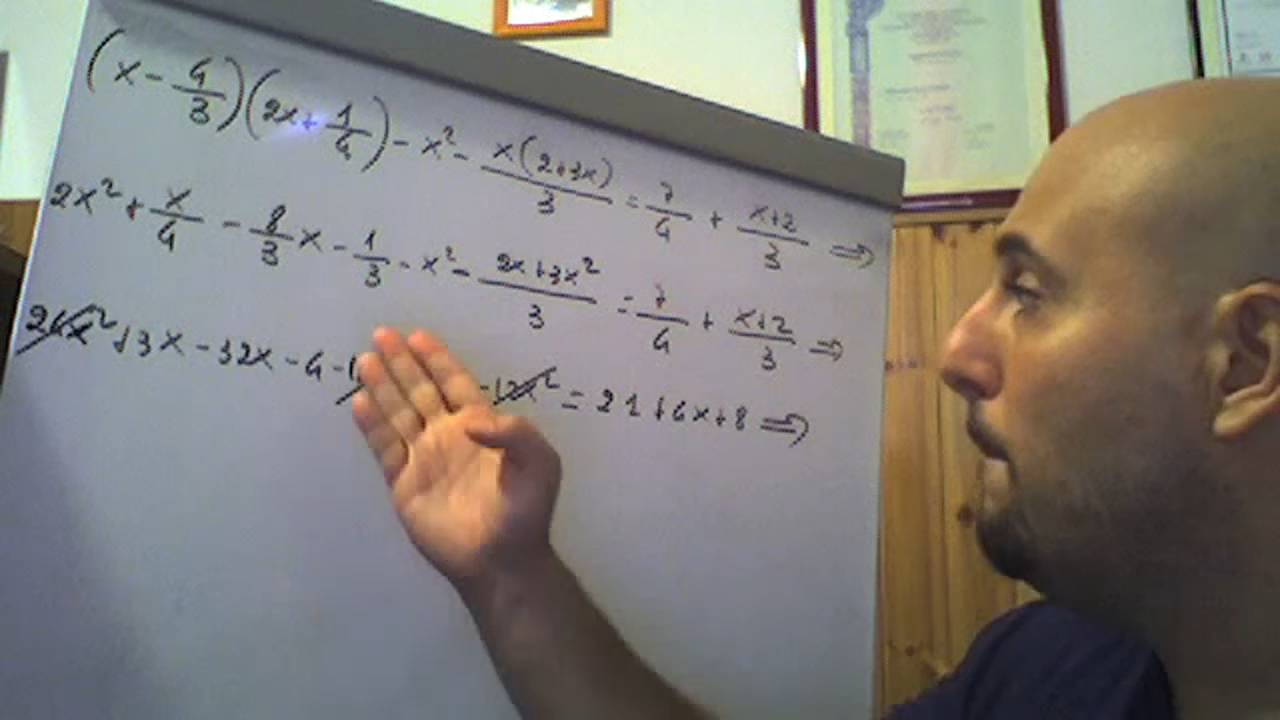 (x - 4/3)(2x + 1/4) - x² - x(2+3x)/3 = 7/4 + x+2/3 ⇒
2x² + x/4 - 8/3 x - 1/3 - x² - 2x+3x²/3 = 7/4 + x+2/3 ⇒
24x² + 3x - 32x - 4 - 1 -12x² = 21 + 4x + 8 ⇒